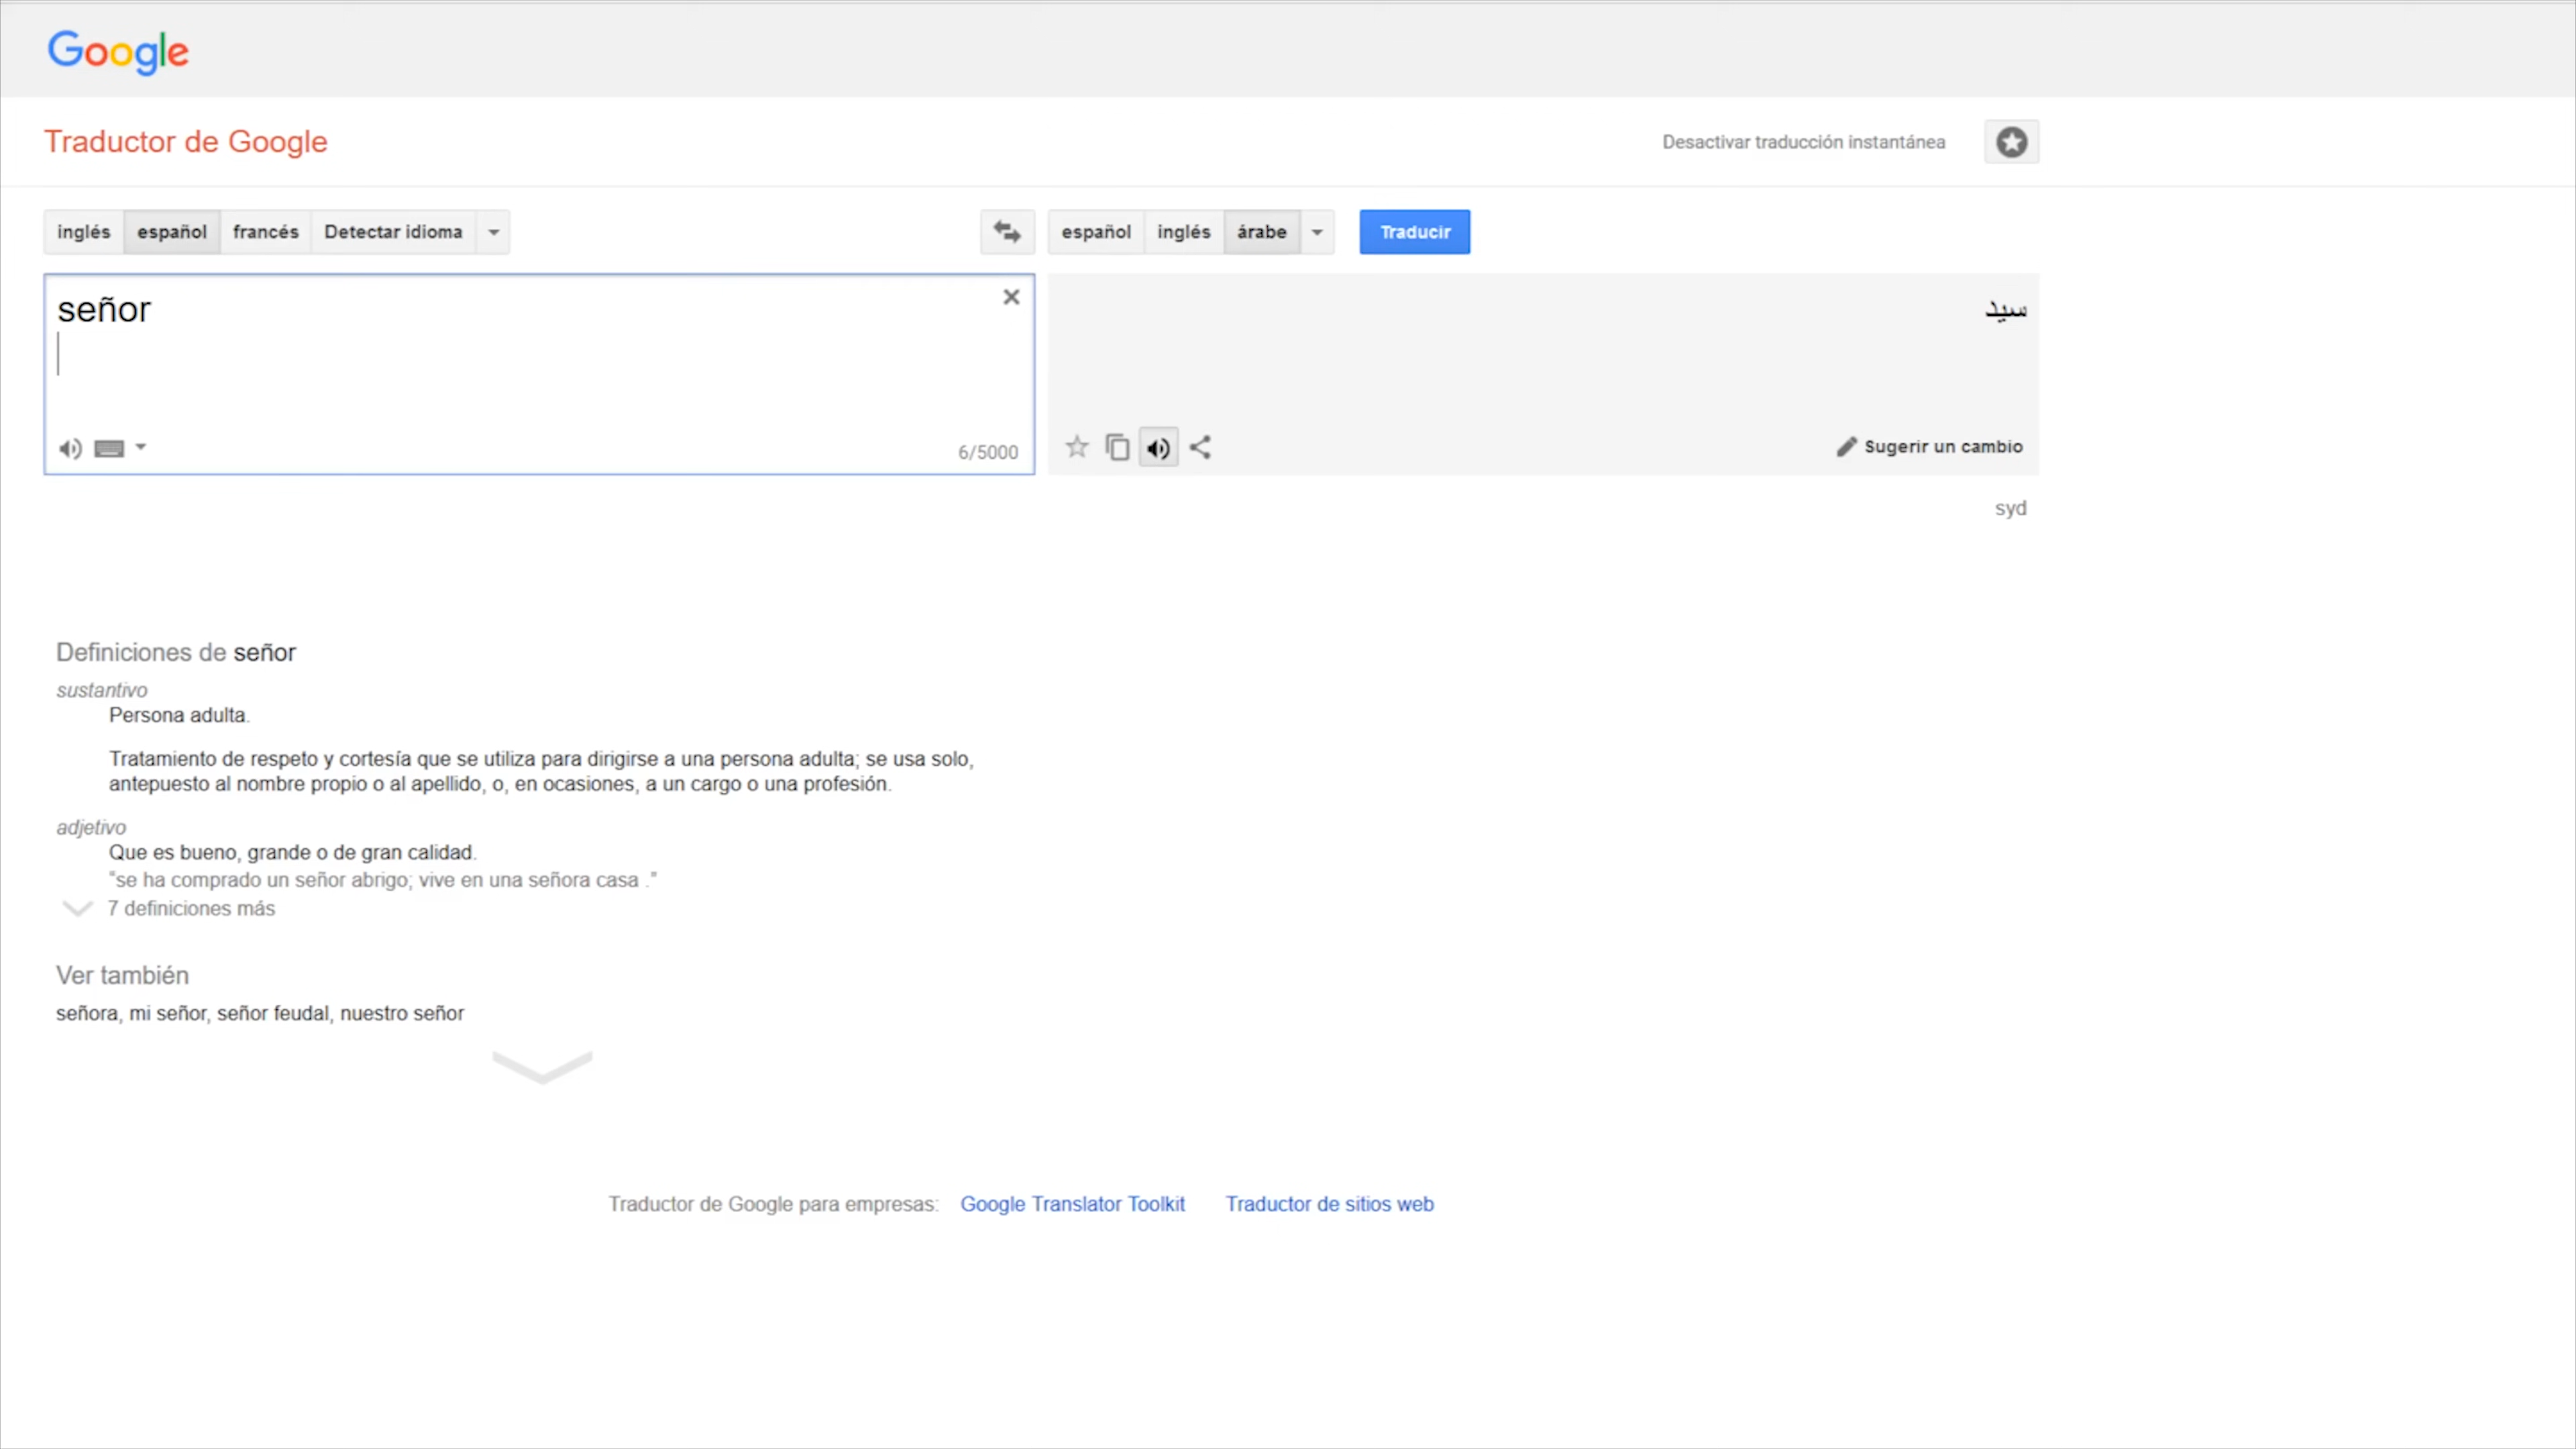 Google
Traductor de Google
Desactivar traducción instantánea
inglés español francés Detectar idioma
español inglés árabe Traducir
señor
سيد
6/5000
Sugerir un cambio
syd
Definiciones de señor
sustantivo
Persona adulta.
Tratamiento de respeto y cortesía que se utiliza para dirigirse a una persona adulta; se usa solo,
antepuesto al nombre propio o al apellido, o, en ocasiones, a un cargo o una profesión.
adjetivo
Que es bueno, grande o de gran calidad.
"se ha comprado un señor abrigo; vive en una señora casa ."
7 definiciones más
Ver también
señora, mi señor, señor feudal, nuestro señor
Traductor de Google para empresas: Google Translator Toolkit Traductor de sitios web